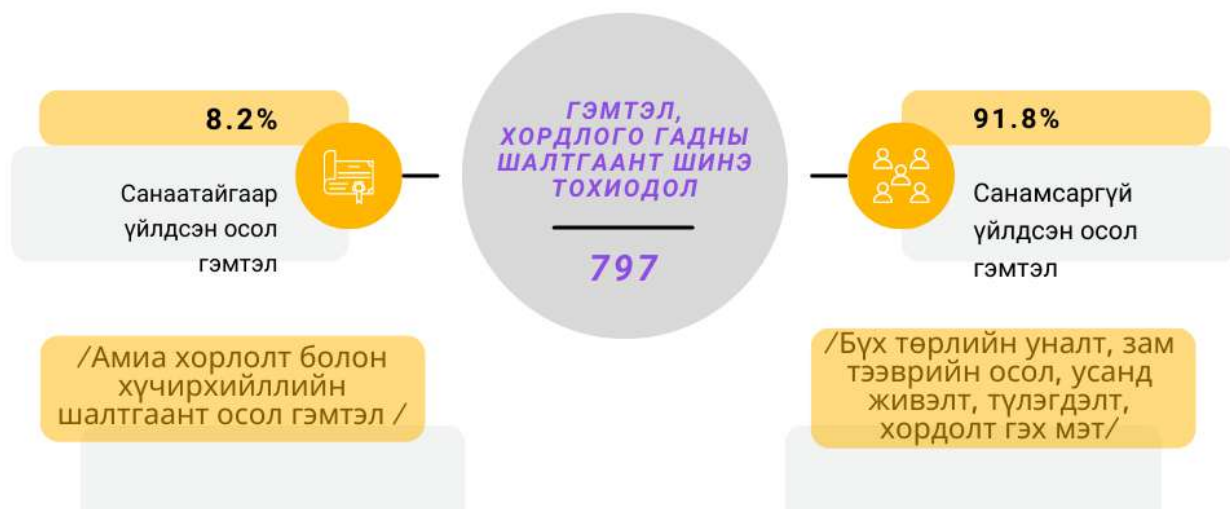 8.2%
Санаатайгаар
үйлдсэн осол
гэмтэл
/Амиа хорлолт болон
хүчирхийллийн
шалтгаант осол гэмтэл /
ГЭМТЭЛ,
ХОРДЛОГО ГАДНЫ
ШАЛТГААНТ ШИНЭ
ТОХИОДОЛ
797
91.8%
Санамсаргүй
үйлдсэн осол
гэмтэл
/Бүх төрлийн уналт, зам
тээврийн осол, усанд
живэлт, түлэгдэлт,
хордолт гэх мэт/